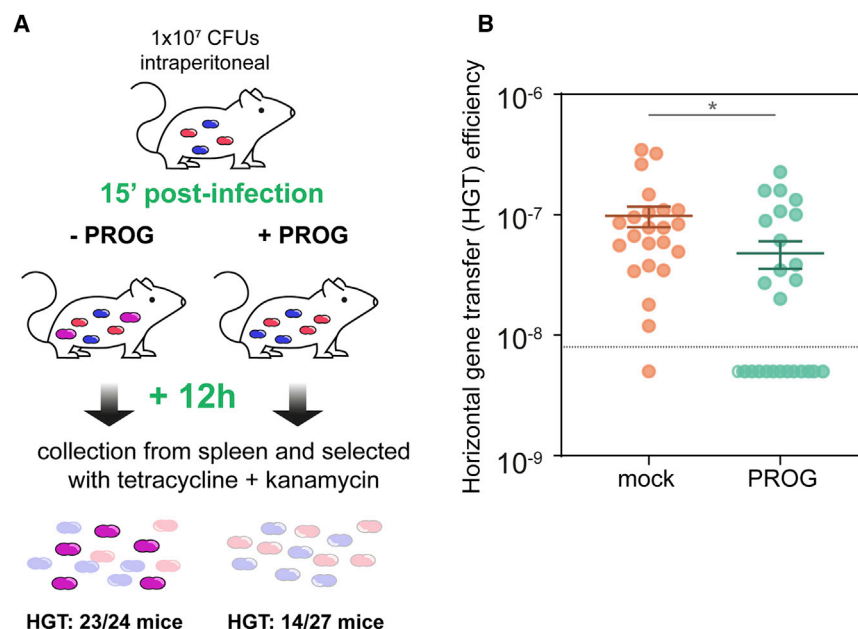 A
1x10⁷ CFUs
intraperitoneal
15’ post-infection
- PROG
+ PROG
+ 12h
collection from spleen and selected
with tetracycline + kanamycin
HGT: 23/24 mice
HGT: 14/27 mice
B
Horizontal gene transfer (HGT) efficiency
10⁻⁶
*
10⁻⁷
10⁻⁸
10⁻⁹
mock
PROG